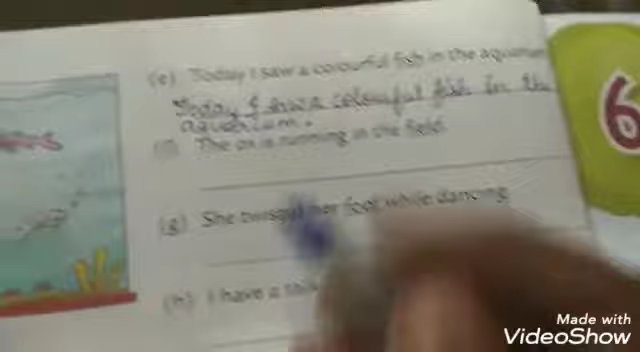 (e) Today I saw a colourful fish in the aquarium
Today I saw a colourful fish in the
aquarium.
(f) The ox is running in the field.
(g) She twisted her foot while dancing
(h) I have a
6
Made with
VideoShow